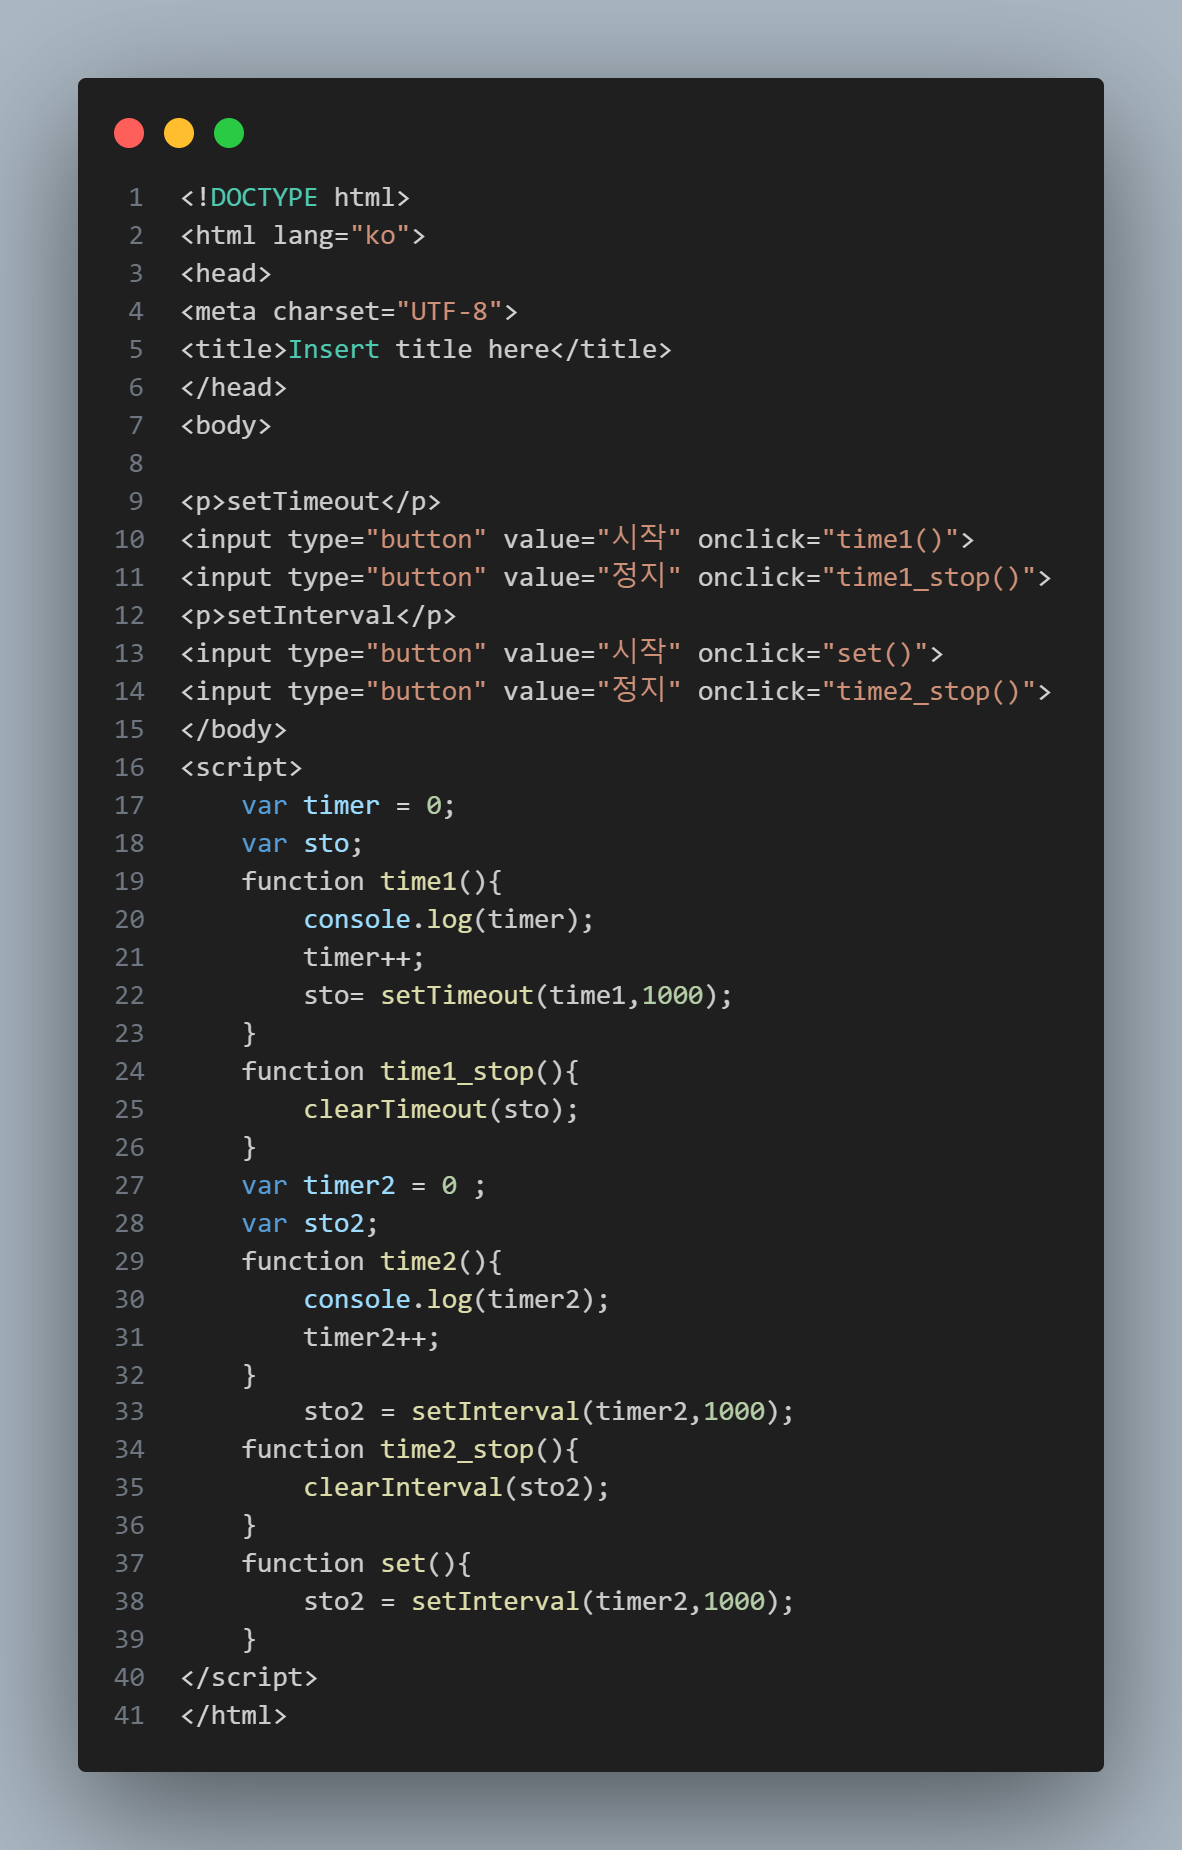 1 <!DOCTYPE html>
2 <html lang="ko">
3 <head>
4 <meta charset="UTF-8">
5 <title>Insert title here</title>
6 </head>
7 <body>
8
9 <p>setTimeout</p>
10 <input type="button" value="시작" onclick="time1()">
11 <input type="button" value="정지" onclick="time1_stop()">
12 <p>setInterval</p>
13 <input type="button" value="시작" onclick="set()">
14 <input type="button" value="정지" onclick="time2_stop()">
15 </body>
16 <script>
17     var timer = 0;
18     var sto;
19     function time1(){
20         console.log(timer);
21         timer++;
22         sto= setTimeout(time1,1000);
23     }
24     function time1_stop(){
25         clearTimeout(sto);
26     }
27     var timer2 = 0 ;
28     var sto2;
29     function time2(){
30         console.log(timer2);
31         timer2++;
32     }
33         sto2 = setInterval(timer2,1000);
34     function time2_stop(){
35         clearInterval(sto2);
36     }
37     function set(){
38         sto2 = setInterval(timer2,1000);
39     }
40 </script>
41 </html>